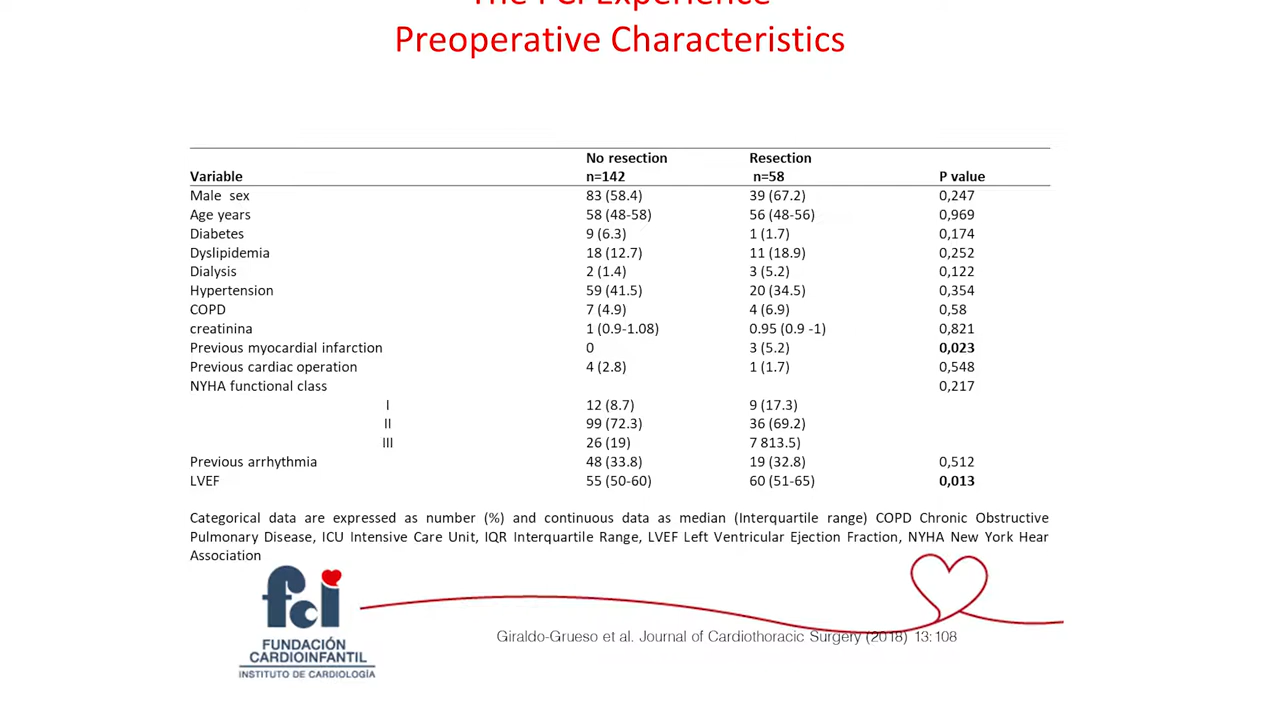 The FCI Experience
Preoperative Characteristics
Variable No resection n=142 Resection n=58 P value
Male sex 83 (58.4) 39 (67.2) 0,247
Age years 58 (48-58) 56 (48-56) 0,969
Diabetes 9 (6.3) 1 (1.7) 0,174
Dyslipidemia 18 (12.7) 11 (18.9) 0,252
Dialysis 2 (1.4) 3 (5.2) 0,122
Hypertension 59 (41.5) 20 (34.5) 0,354
COPD 7 (4.9) 4 (6.9) 0,58
creatinina 1 (0.9-1.08) 0.95 (0.9 -1) 0,821
Previous myocardial infarction 0 3 (5.2) 0,023
Previous cardiac operation 4 (2.8) 1 (1.7) 0,548
NYHA functional class 0,217
I 12 (8.7) 9 (17.3)
II 99 (72.3) 36 (69.2)
III 26 (19) 7 813.5)
Previous arrhythmia 48 (33.8) 19 (32.8) 0,512
LVEF 55 (50-60) 60 (51-65) 0,013
Categorical data are expressed as number (%) and continuous data as median (Interquartile range) COPD Chronic Obstructive
Pulmonary Disease, ICU Intensive Care Unit, IQR Interquartile Range, LVEF Left Ventricular Ejection Fraction, NYHA New York Hear
Association
fci
FUNDACIÓN
CARDIOINFANTIL
INSTITUTO DE CARDIOLOGÍA
Giraldo-Grueso et al. Journal of Cardiothoracic Surgery (2018) 13:108